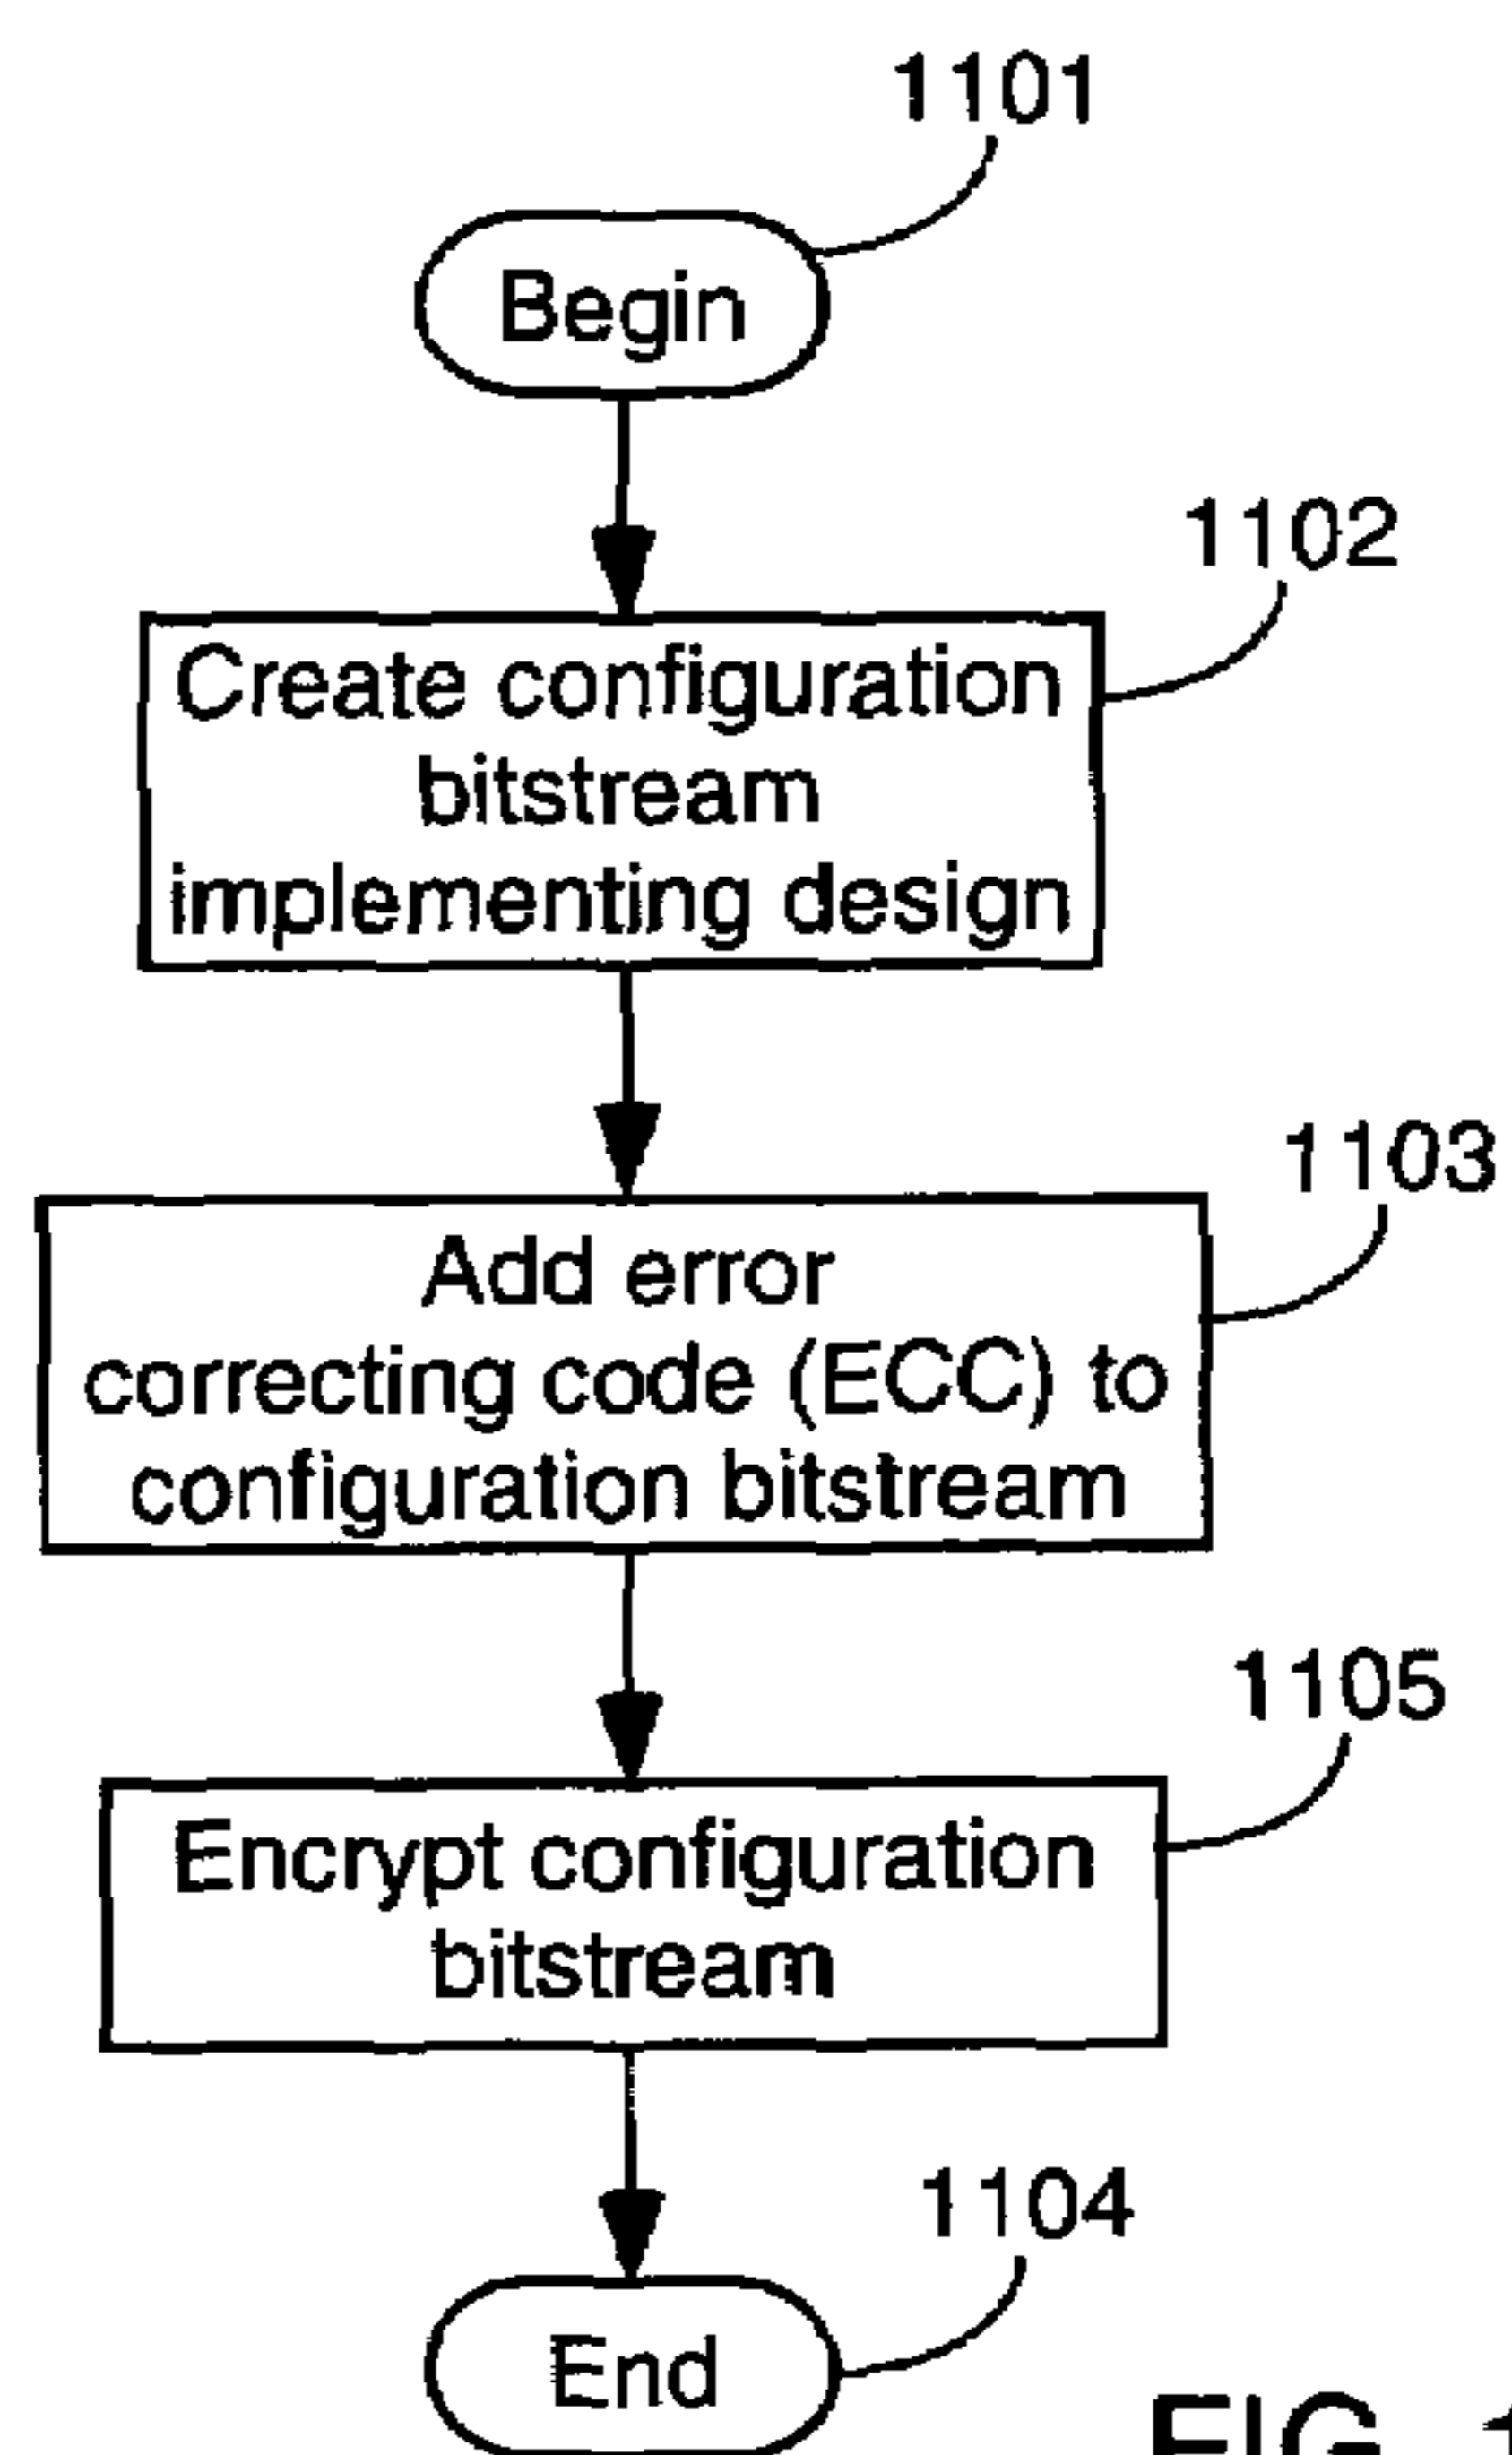 1101
Begin
1102
Create configuration
bitstream
implementing design
1103
Add error
correcting code (ECC) to
configuration bitstream
1105
Encrypt configuration
bitstream
1104
End
FIG.